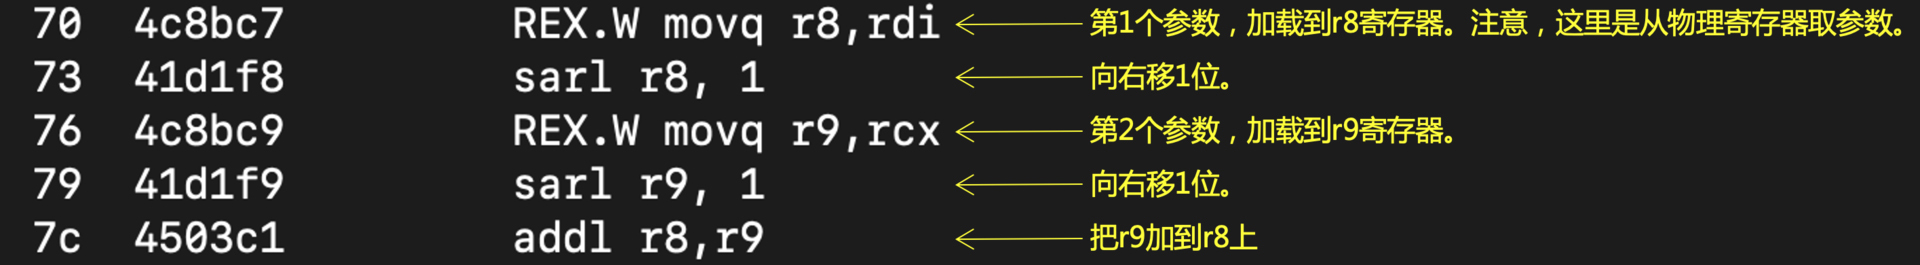 70 4c8bc7 REX.W movq r8,rdi 第1个参数，加载到r8寄存器。注意，这里是从物理寄存器取参数。
73 41d1f8 sarl r8, 1 向右移1位。
76 4c8bc9 REX.W movq r9,rcx 第2个参数，加载到r9寄存器。
79 41d1f9 sarl r9, 1 向右移1位。
7c 4503c1 addl r8,r9 把r9加到r8上